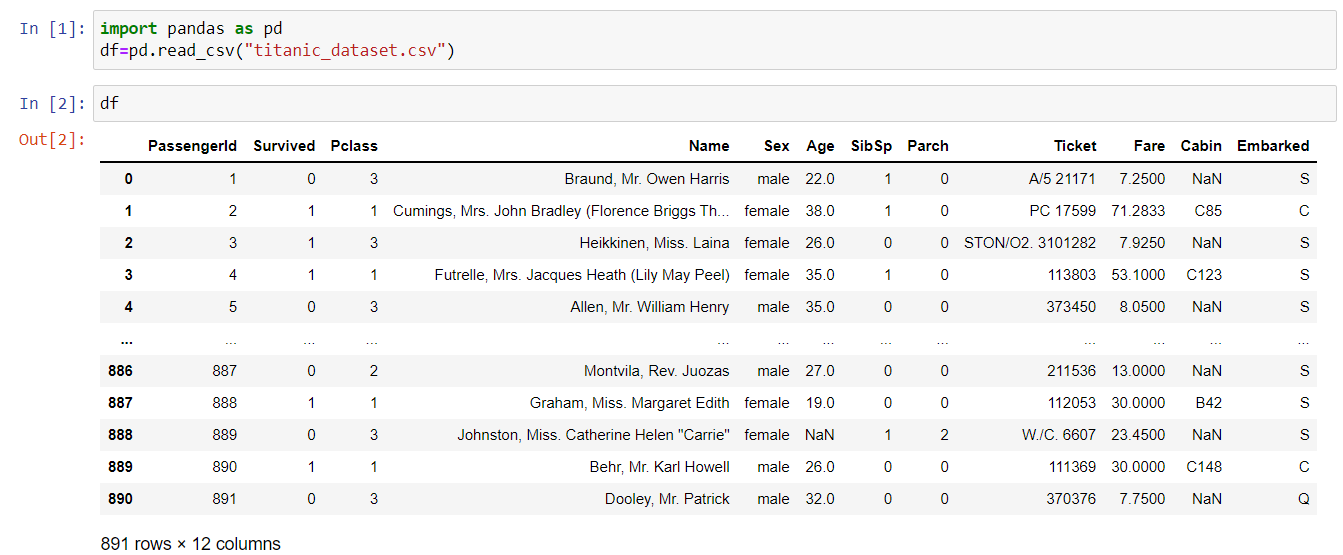 In [1]: import pandas as pd
df=pd.read_csv("titanic_dataset.csv")
In [2]: df
Out[2]:
PassengerId Survived Pclass Name Sex Age SibSp Parch Ticket Fare Cabin Embarked
0 1 0 3 Braund, Mr. Owen Harris male 22.0 1 0 A/5 21171 7.2500 NaN S
1 2 1 1 Cumings, Mrs. John Bradley (Florence Briggs Th... female 38.0 1 0 PC 17599 71.2833 C85 C
2 3 1 3 Heikkinen, Miss. Laina female 26.0 0 0 STON/O2. 3101282 7.9250 NaN S
3 4 1 1 Futrelle, Mrs. Jacques Heath (Lily May Peel) female 35.0 1 0 113803 53.1000 C123 S
4 5 0 3 Allen, Mr. William Henry male 35.0 0 0 373450 8.0500 NaN S
... ... ... ... ... ... ... ... ... ... ... ... ...
886 887 0 2 Montvila, Rev. Juozas male 27.0 0 0 211536 13.0000 NaN S
887 888 1 1 Graham, Miss. Margaret Edith female 19.0 0 0 112053 30.0000 B42 S
888 889 0 3 Johnston, Miss. Catherine Helen "Carrie" female NaN 1 2 W./C. 6607 23.4500 NaN S
889 890 1 1 Behr, Mr. Karl Howell male 26.0 0 0 111369 30.0000 C148 C
890 891 0 3 Dooley, Mr. Patrick male 32.0 0 0 370376 7.7500 NaN Q
891 rows × 12 columns